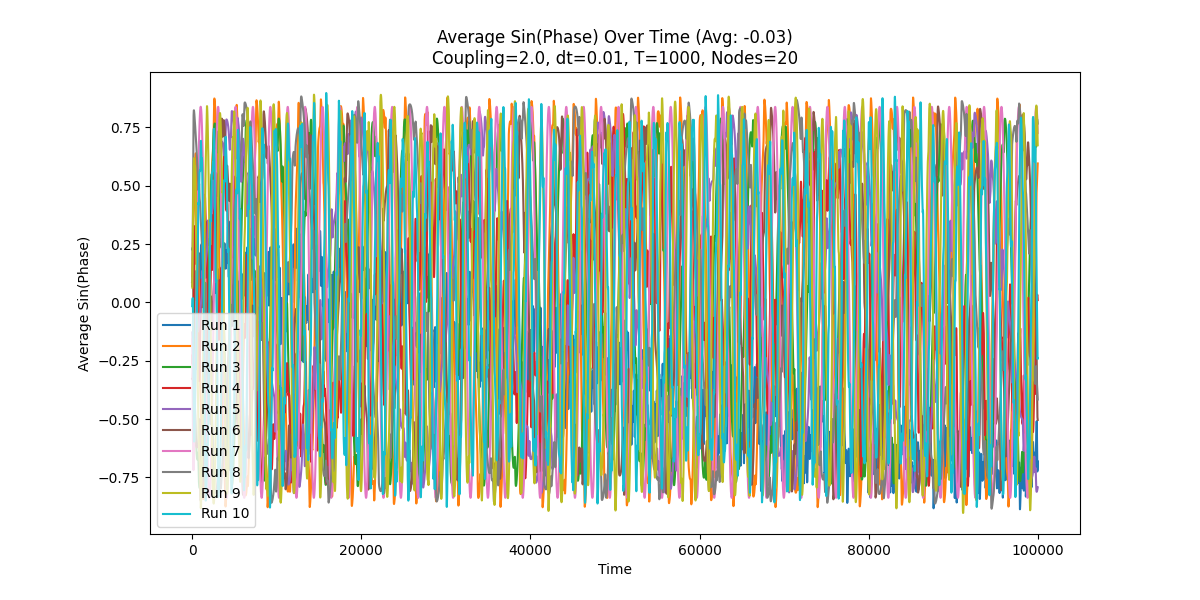 Average Sin(Phase) Over Time (Avg: -0.03)
Coupling=2.0, dt=0.01, T=1000, Nodes=20
Average Sin(Phase)
0.75
0.50
0.25
0.00
−0.25
−0.50
−0.75
Run 1
Run 2
Run 3
Run 4
Run 5
Run 6
Run 7
Run 8
Run 9
Run 10
0 20000 40000 60000 80000 100000
Time